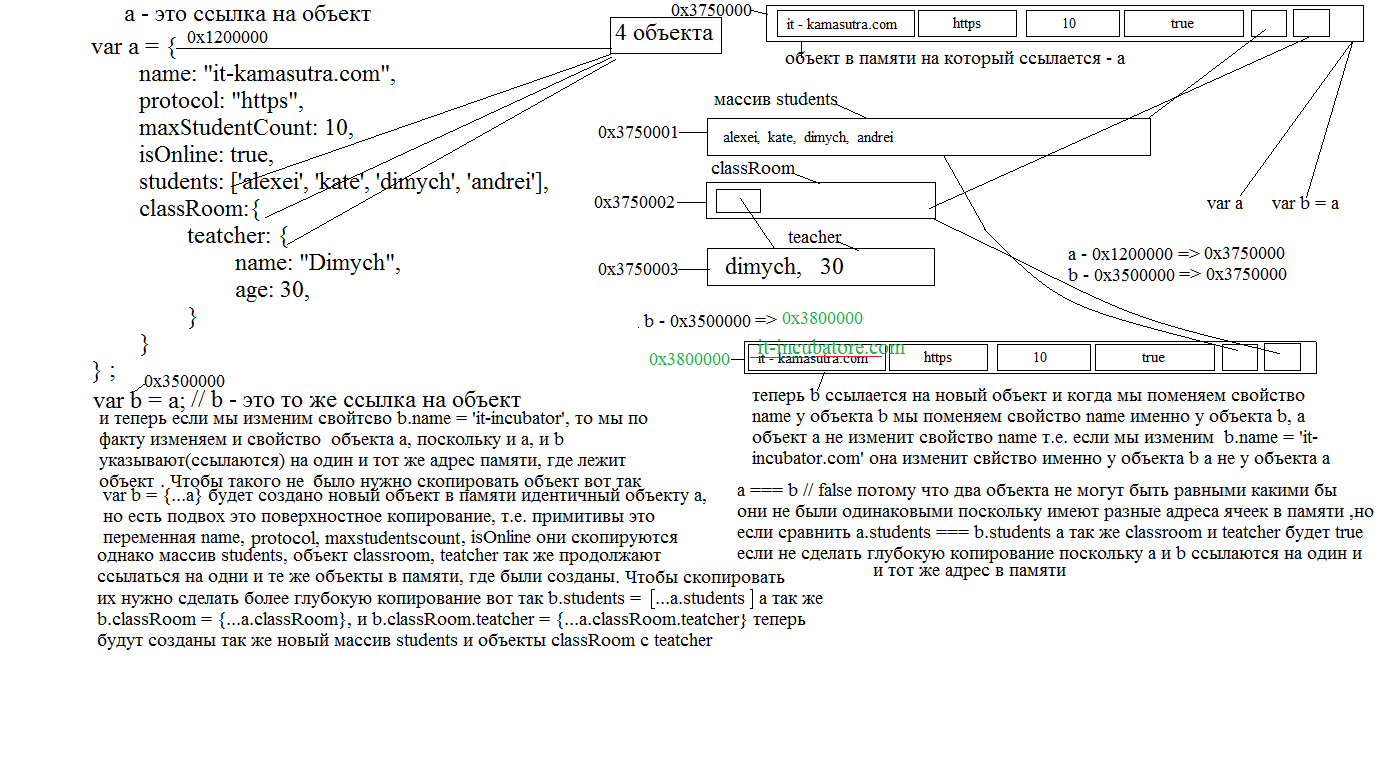 а - это ссылка на объект
0x1200000
var a = {
name: "it-kamasutra.com",
protocol: "https",
maxStudentCount: 10,
isOnline: true,
students: ['alexei', 'kate', 'dimych', 'andrei'],
classRoom:{
teatcher: {
name: "Dimych",
age: 30,
}
}
} ;
4 объекта
0x3500000
var b = a; // b - это то же ссылка на объект
и теперь если мы изменим свойтсво b.name = 'it-incubator', то мы по
факту изменяем и свойство объекта а, поскольку и а, и b
указывают(ссылаются) на один и тот же адрес памяти, где лежит
объект . Чтобы такого не было нужно скопировать объект вот так
var b = {...a} будет создано новый объект в памяти идентичный объекту а,
но есть подвох это поверхностное копирование, т.е. примитивы это
переменная name, protocol, maxstudentscount, isOnline они скопируются
однако массив students, объект classroom, teatcher так же продолжают
ссылаться на одни и те же объекты в памяти, где были созданы. Чтобы скопировать
их нужно сделать более глубокую копирование вот так b.students = [...a.students ] а так же
b.classRoom = {...a.classRoom}, и b.classRoom.teatcher = {...a.classRoom.teatcher} теперь
будут созданы так же новый массив students и объекты classRoom с teatcher
0x3750000
it - kamasutra.com
https
10
true
объект в памяти на который ссылается - а
массив students
0x3750001
alexei, kate, dimych, andrei
classRoom
0x3750002
teacher
0x3750003
dimych, 30
var a
var b = a
a - 0x1200000 => 0x3750000
b - 0x3500000 => 0x3750000
b - 0x3500000 => 0x3800000
0x3800000
it-incubatore.com
it - kamasutra.com
https
10
true
теперь b ссылается на новый объект и когда мы поменяем свойство
name у объекта b мы поменяем свойство name именно у объекта b, а
объект а не изменит свойство name т.е. если мы изменим b.name = 'it-
incubator.com' она изменит свйство именно у объекта b а не у объекта а
a === b // false потому что два объекта не могут быть равными какими бы
они не были одинаковыми поскольку имеют разные адреса ячеек в памяти ,но
если сравнить a.students === b.students а так же classroom и teatcher будет true
если не сделать глубокую копирование поскольку а и b ссылаются на один и
и тот же адрес в памяти